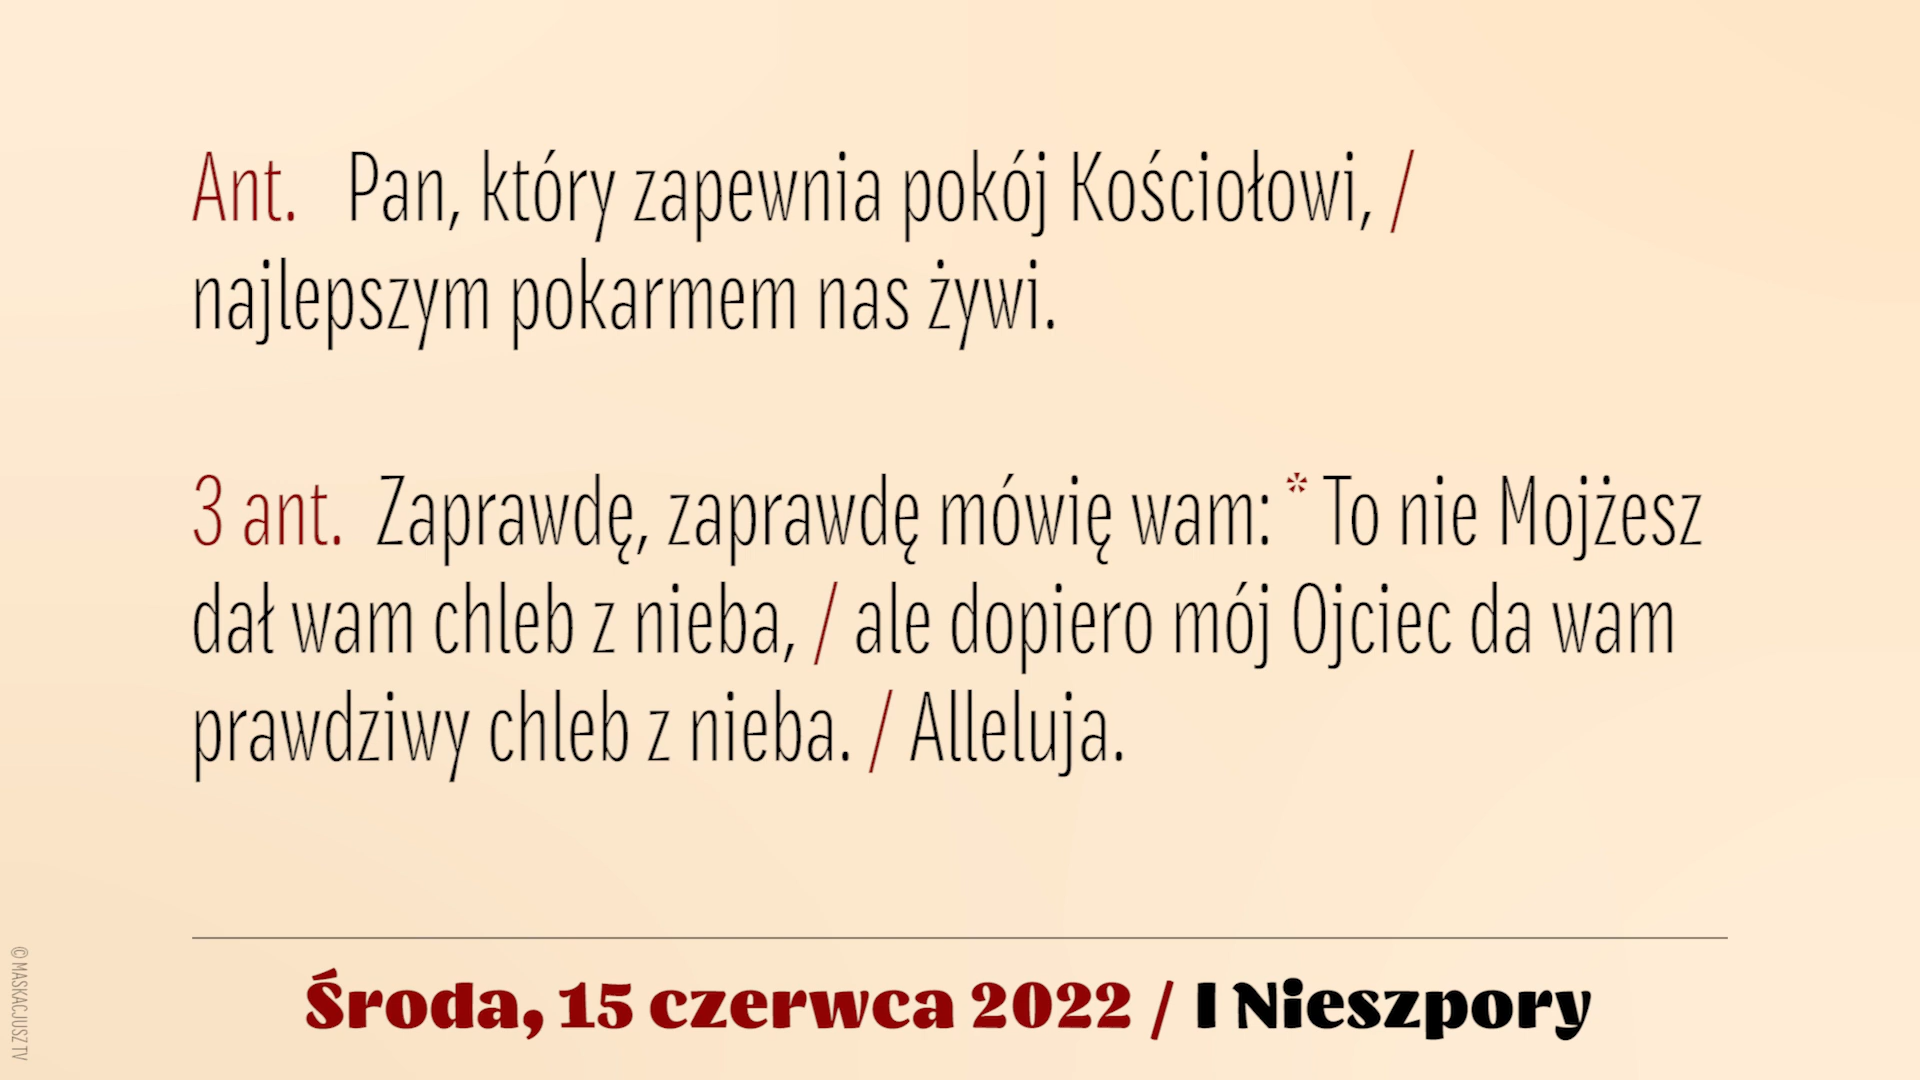 Ant. Pan, który zapewnia pokój Kościołowi, /
najlepszym pokarmem nas żywi.
3 ant. Zaprawdę, zaprawdę mówię wam: * To nie Mojżesz
dał wam chleb z nieba, / ale dopiero mój Ojciec da wam
prawdziwy chleb z nieba. / Alleluja.
Środa, 15 czerwca 2022 / I Nieszpory
© MASKACJUSZ TV